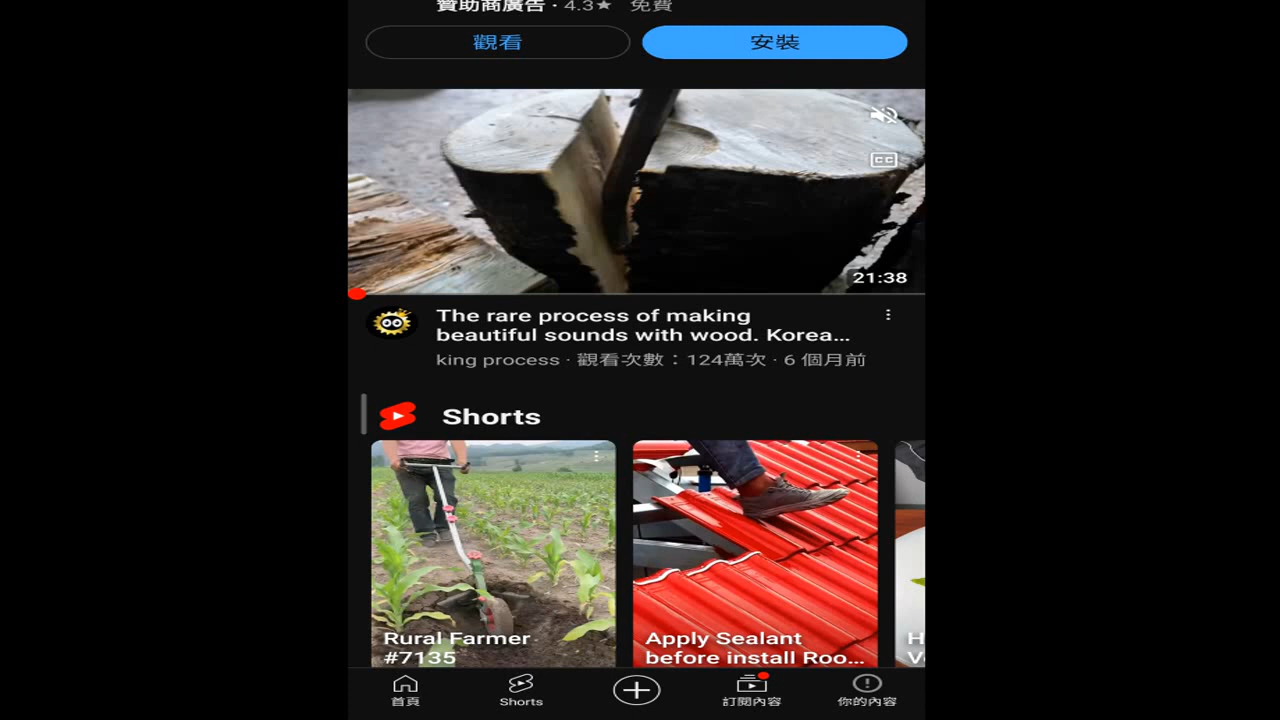 贊助商廣告 · 4.3★ 免費
觀看
安裝
CC
21:38
The rare process of making
beautiful sounds with wood. Korea...
king process · 觀看次數：124萬次 · 6 個月前
Shorts
Rural Farmer
#7135
Apply Sealant
before install Roo...
H
V
首頁
Shorts
訂閱內容
你的內容